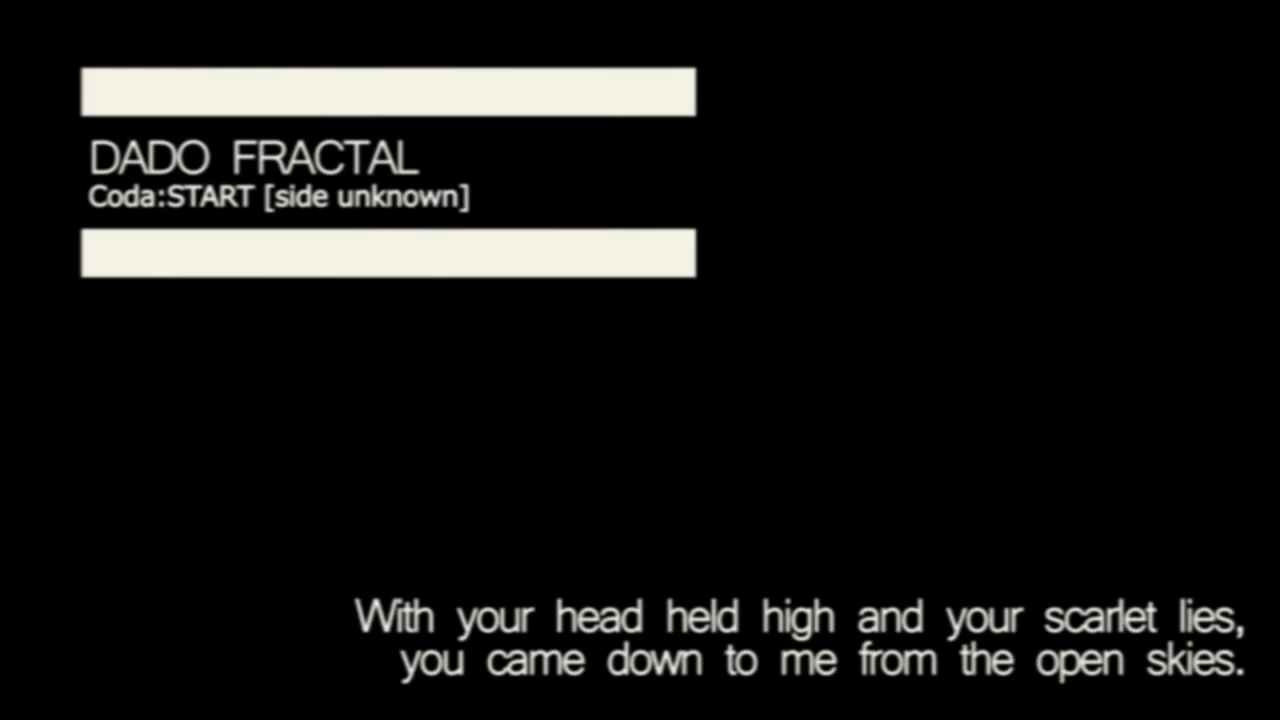 DADO FRACTAL
Coda:START [side unknown]
With your head held high and your scarlet lies,
you came down to me from the open skies.